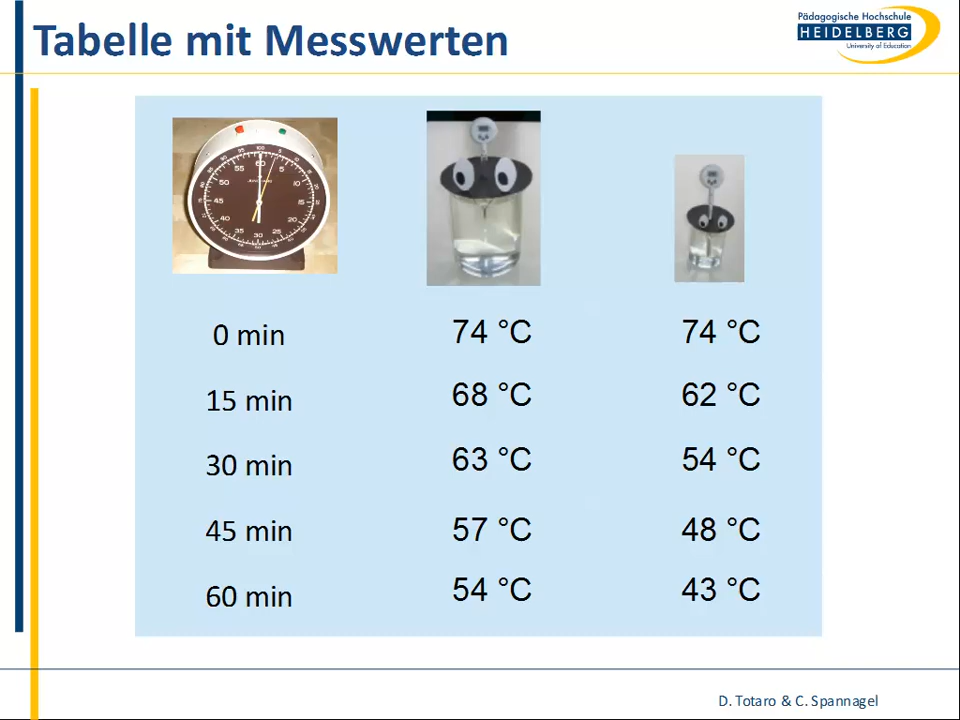 Tabelle mit Messwerten
Pädagogische Hochschule
HEIDELBERG
University of Education
0 min 74 °C 74 °C
15 min 68 °C 62 °C
30 min 63 °C 54 °C
45 min 57 °C 48 °C
60 min 54 °C 43 °C
D. Totaro & C. Spannagel